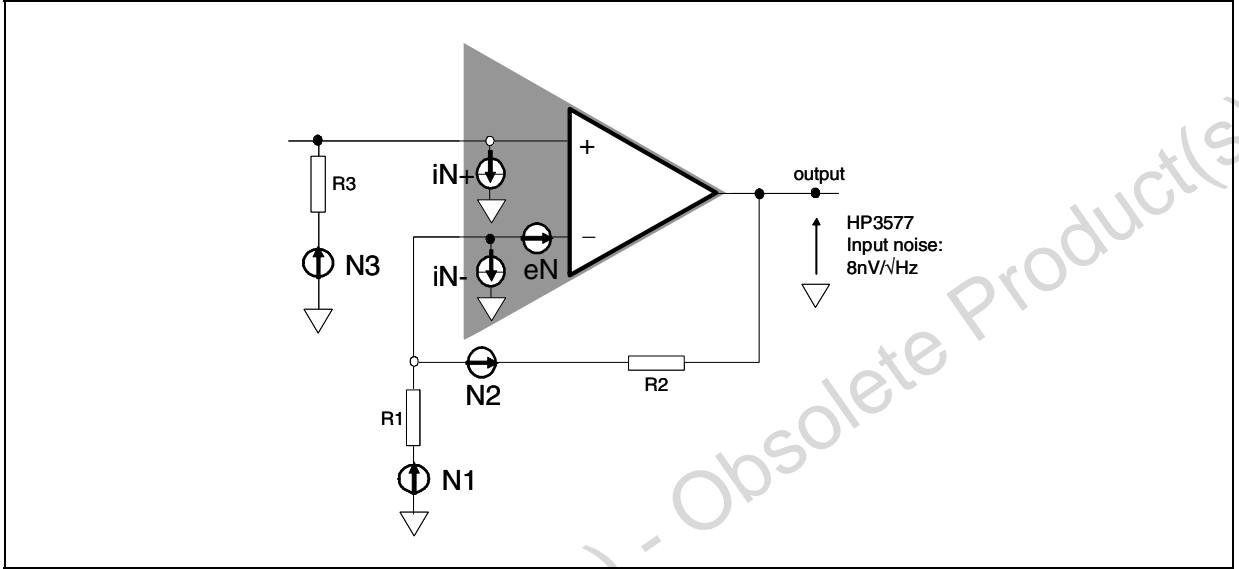 +
iN+
R3
output
HP3577
Input noise:
8nV/√Hz
N3
−
iN-
eN
N2
R2
R1
N1
) - Obsolete Product(s